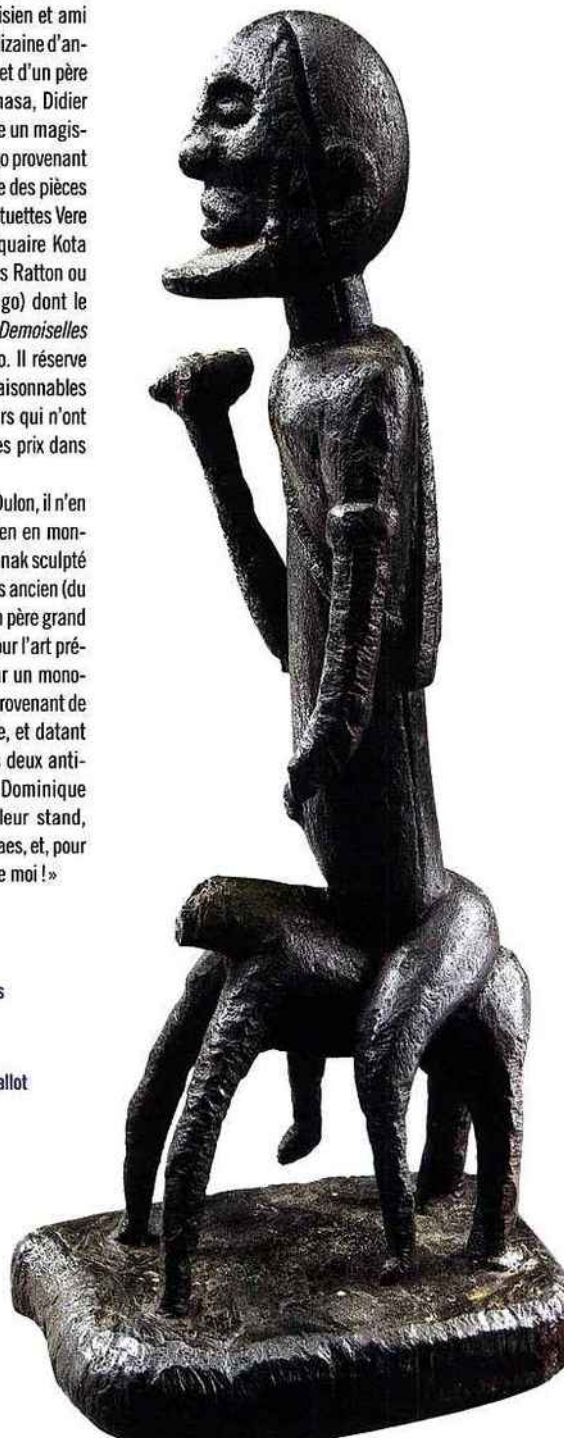 isien et ami
izaine d'an-
et d'un père
hasa, Didier
e un magis-
go provenant
e des pièces
tuettes Vere
quaire Kota
s Ratton ou
go) dont le
Demoiselles
o. Il réserve
aisonnables
rs qui n'ont
es prix dans
Dulon, il n'en
en en mon-
nak sculpté
s ancien (du
n père grand
our l'art pré-
ur un mono-
rovenant de
e, et datant
s deux anti-
Dominique
leur stand,
aes, et, pour
e moi !»
s
allot